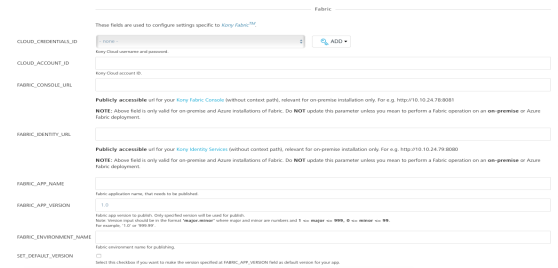 Fabric
These fields are used to configure settings specific to Kony Fabric™
CLOUD_CREDENTIALS_ID
- none -
ADD
Kony Cloud username and password.
CLOUD_ACCOUNT_ID
Kony Cloud account ID.
FABRIC_CONSOLE_URL
Publicly accessible url for your Kony Fabric Console (without context path), relevant for on-premise installation only. For e.g. http://10.10.24.78:8081
NOTE: Above field is only valid for on-premise and Azure installations of Fabric. Do NOT update this parameter unless you mean to perform a Fabric operation on an on-premise or Azure
Fabric deployment.
FABRIC_IDENTITY_URL
Publicly accessible url for your Kony Identity Services (without context path), relevant for on-premise installation only. For e.g. http://10.10.24.79:8080
NOTE: Above field is only valid for on-premise and Azure installations of Fabric. Do NOT update this parameter unless you mean to perform a Fabric operation on an on-premise or Azure
Fabric deployment.
FABRIC_APP_NAME
Fabric application name, that needs to be published.
FABRIC_APP_VERSION
1.0
Fabric app version to publish. Only specified version will be used for publish.
Note: Version input should be in the format "major.minor" where major and minor are numbers and 1 <= major <= 999, 0 <= minor <= 99.
For example, '1.0' or '999.99'.
FABRIC_ENVIRONMENT_NAME
Fabric environment name for publishing.
SET_DEFAULT_VERSION
Select this checkbox if you want to make the version specified at FABRIC_APP_VERSION field as default version for your app.